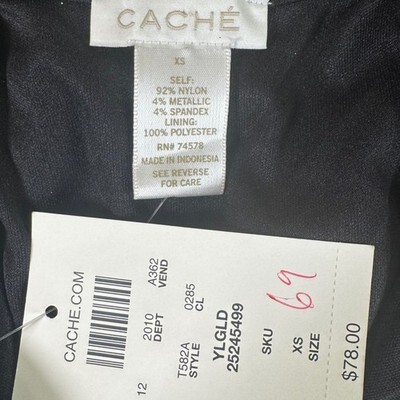 CACHÉ
XS
SELF:
92% NYLON
4% METALLIC
4% SPANDEX
LINING:
100% POLYESTER
RN# 74578
MADE IN INDONESIA
SEE REVERSE
FOR CARE
CACHE.COM
A362
VEND
2010
DEPT
12
0285
CL
T582A
STYLE
YLGLD
25245499
SKU
69
XS
SIZE
$78.00